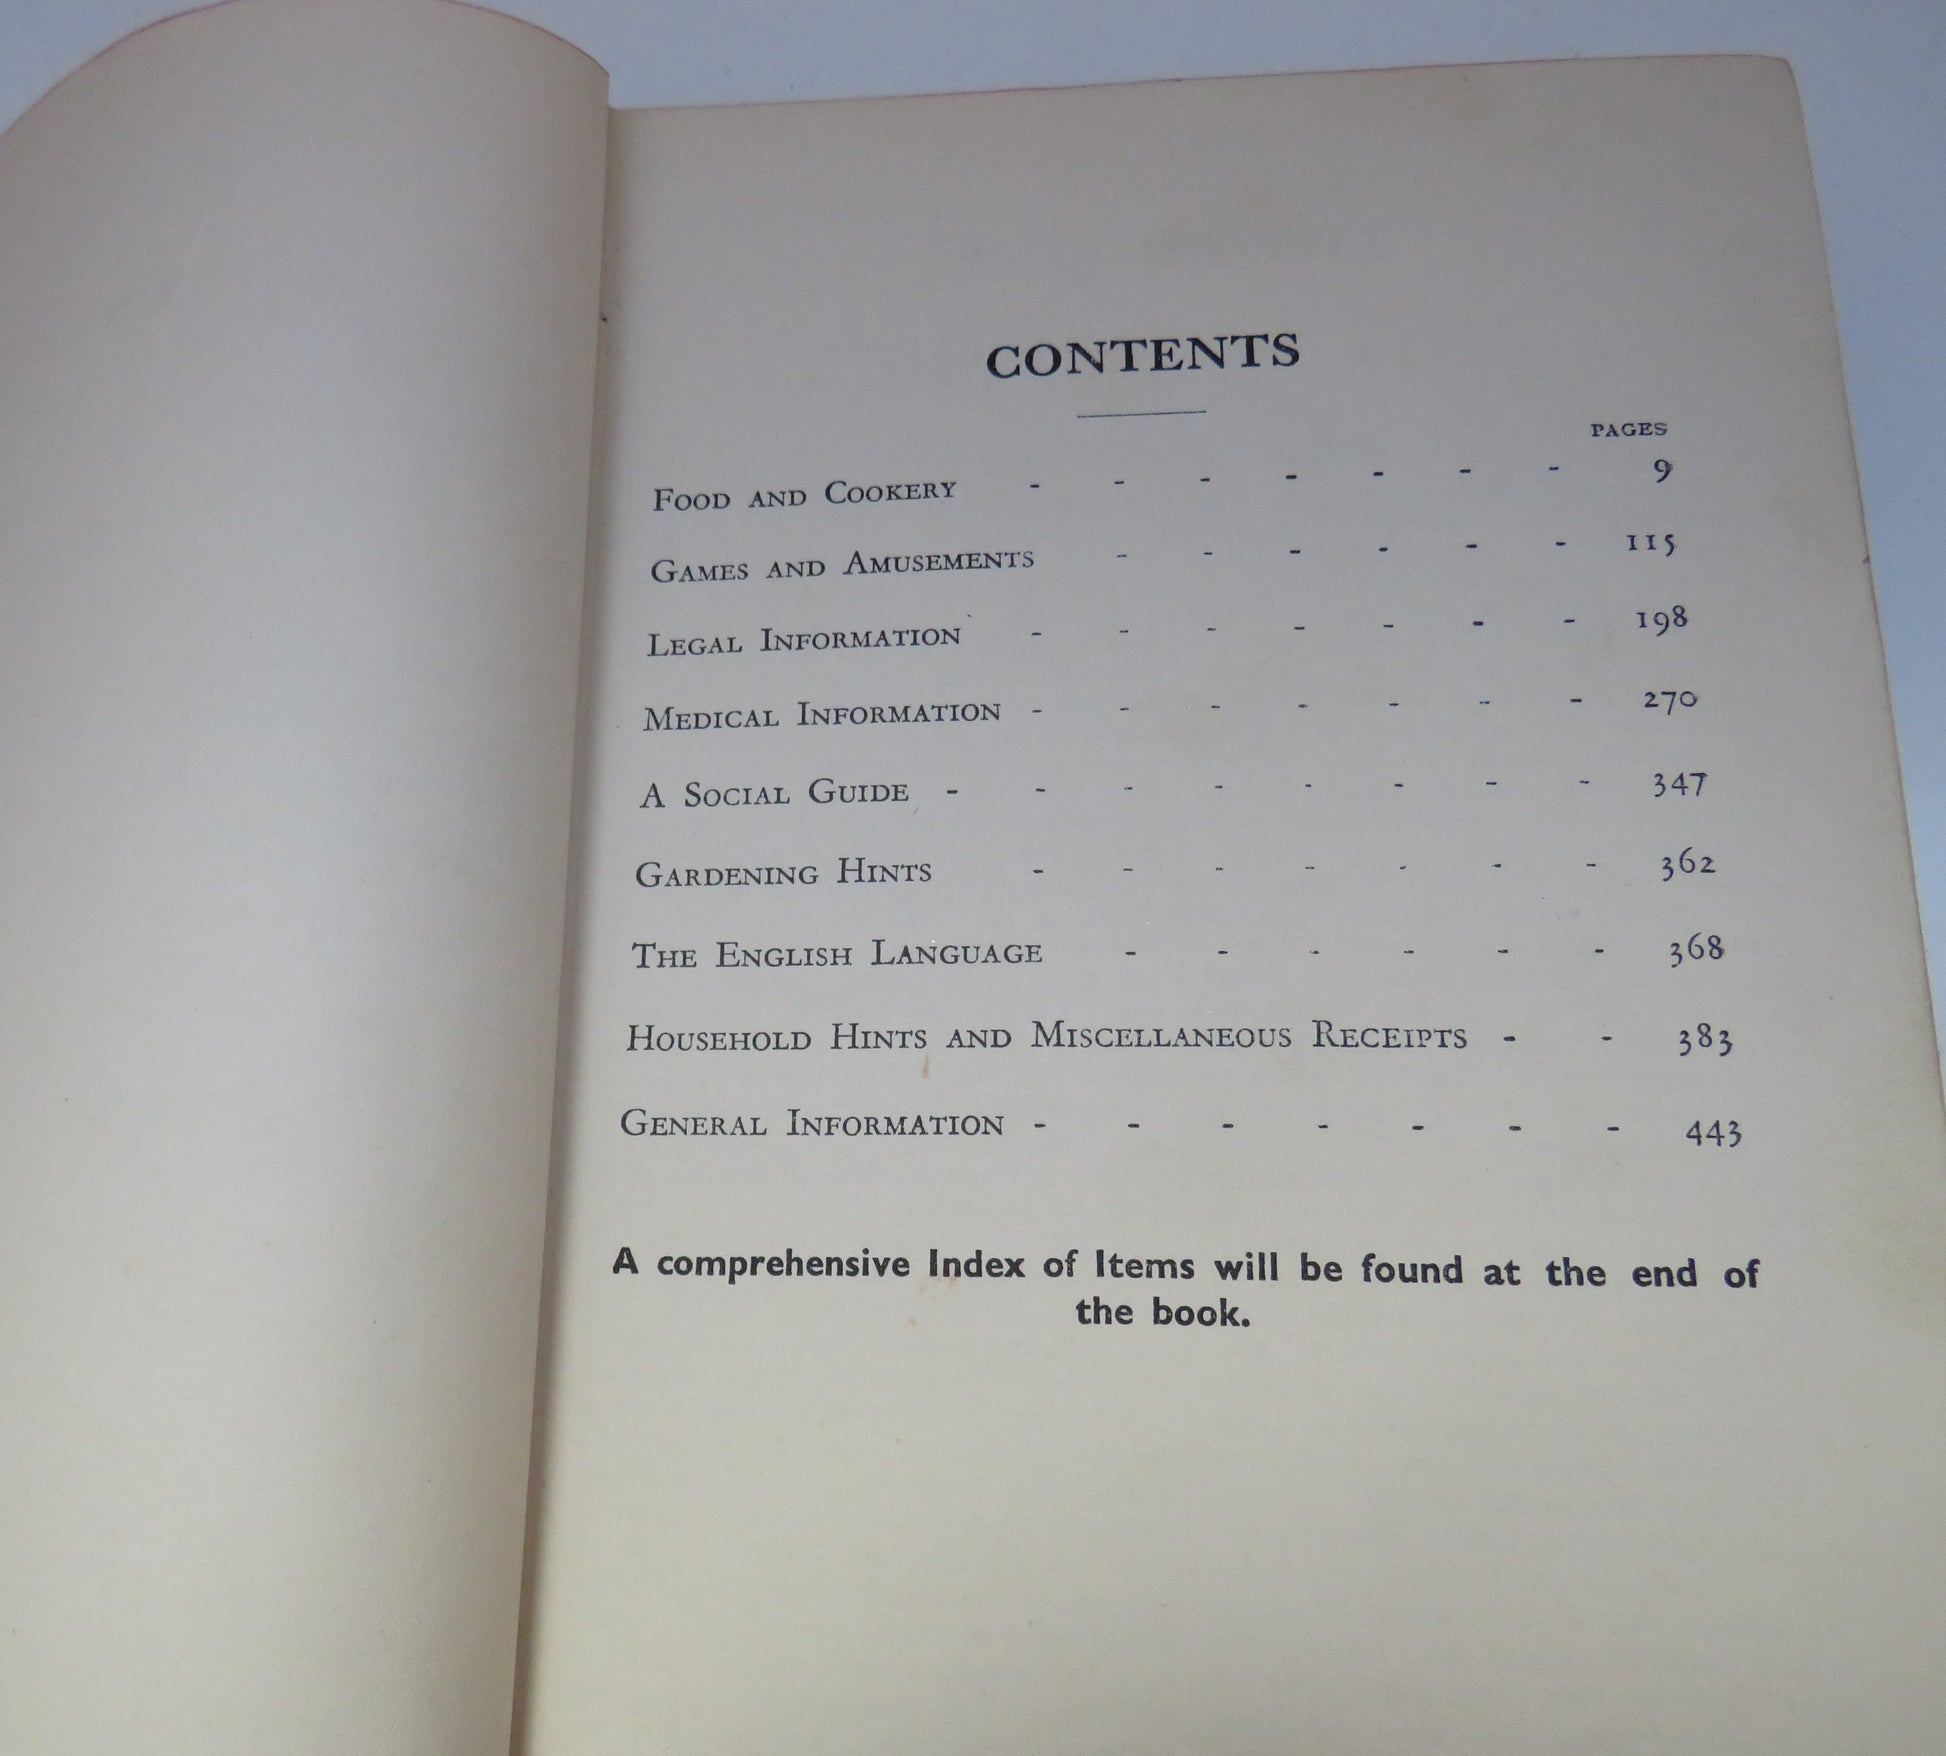 CONTENTS
PAGES
Food and Cookery - - - - - - - 9
Games and Amusements - - - - - - 115
Legal Information - - - - - - - 198
Medical Information - - - - - - - 270
A Social Guide - - - - - - - - 347
Gardening Hints - - - - - - - 362
The English Language - - - - - - 368
Household Hints and Miscellaneous Receipts - - 383
General Information - - - - - - - 443
A comprehensive Index of Items will be found at the end of
the book.